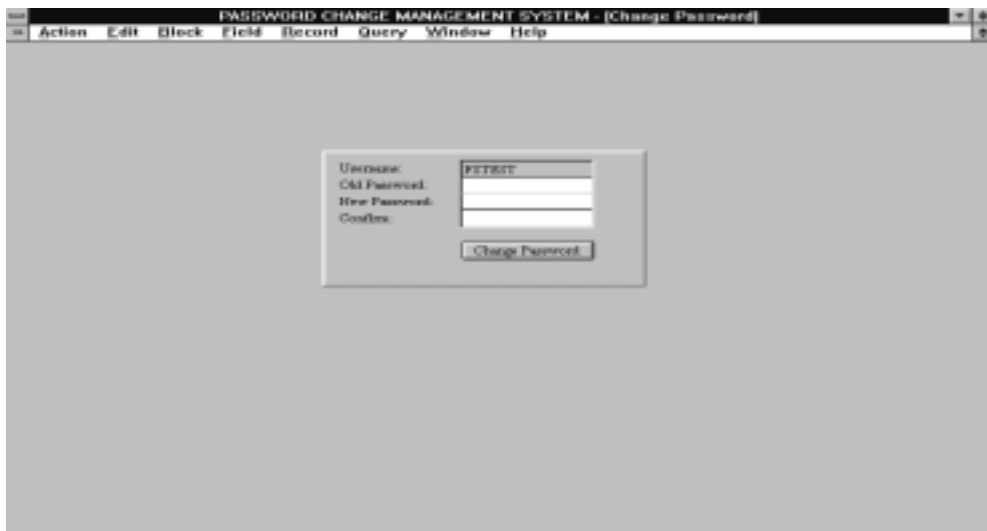 PASSWORD CHANGE MANAGEMENT SYSTEM - [Change Password]
Action Edit Block Field Record Query Window Help
Username: FSTEST
Old Password:
New Password:
Confirm:
Change Password